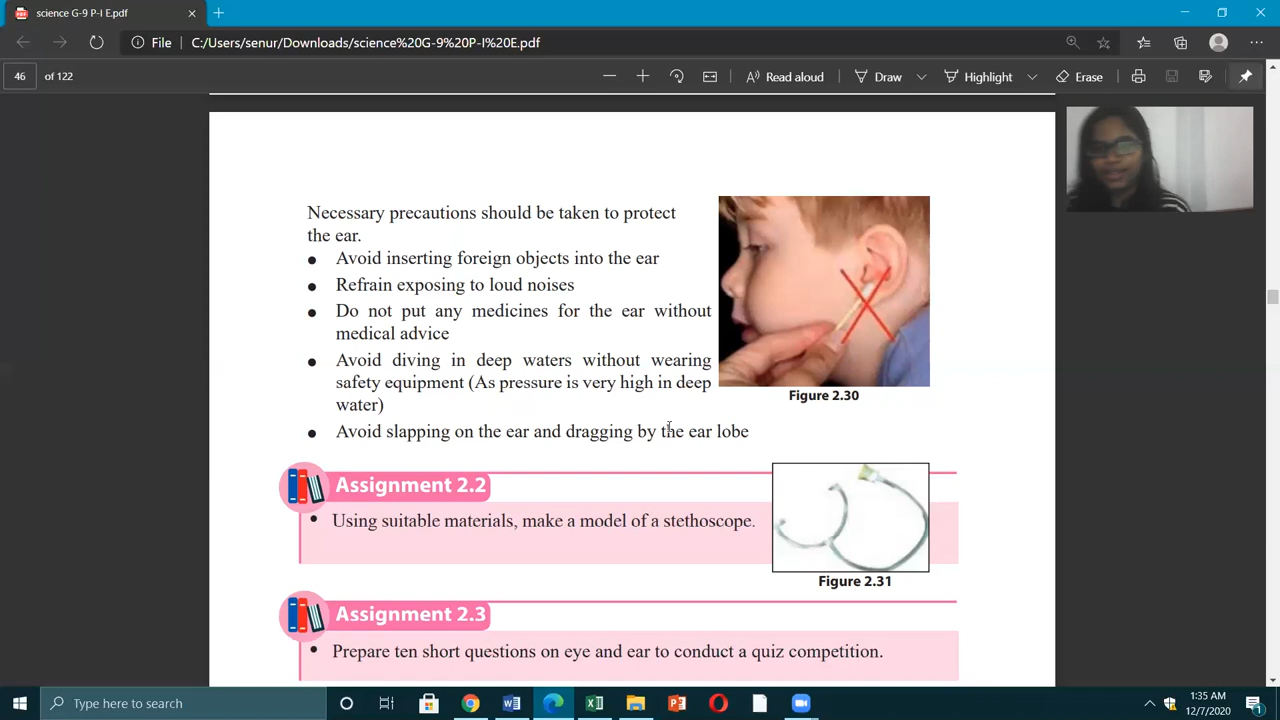 science G-9 P-I E.pdf
File
C:/Users/senur/Downloads/science%20G-9%20P-I%20E.pdf
46
of 122
Read aloud
Draw
Highlight
Erase
Necessary precautions should be taken to protect
the ear.
● Avoid inserting foreign objects into the ear
● Refrain exposing to loud noises
● Do not put any medicines for the ear without
medical advice
● Avoid diving in deep waters without wearing
safety equipment (As pressure is very high in deep
water)
● Avoid slapping on the ear and dragging by the ear lobe
Figure 2.30
Assignment 2.2
• Using suitable materials, make a model of a stethoscope.
Figure 2.31
Assignment 2.3
• Prepare ten short questions on eye and ear to conduct a quiz competition.
Type here to search
1:35 AM
12/7/2020
1